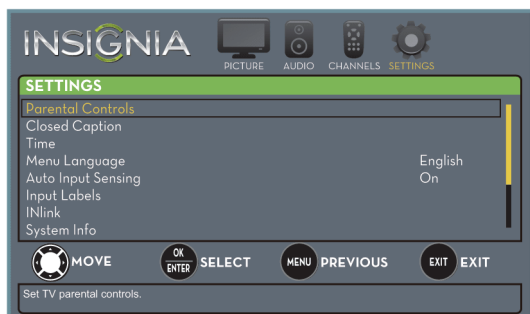 INSIGNIA
PICTURE AUDIO CHANNELS SETTINGS
SETTINGS
Parental Controls
Closed Caption
Time
Menu Language English
Auto Input Sensing On
Input Labels
INlink
System Info
MOVE OK ENTER SELECT MENU PREVIOUS EXIT EXIT
Set TV parental controls.